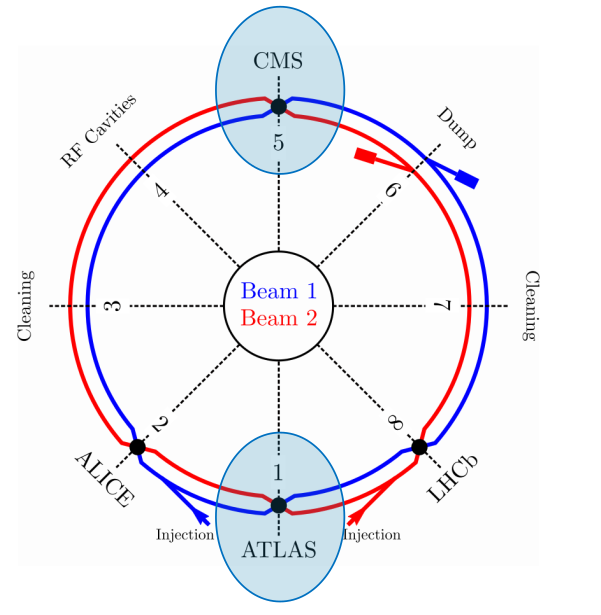 CMS
RF Cavities
Dump
5
4
6
Cleaning
3
Beam 1
Beam 2
7
Cleaning
2
8
ALICE
1
LHCb
Injection
ATLAS
Injection